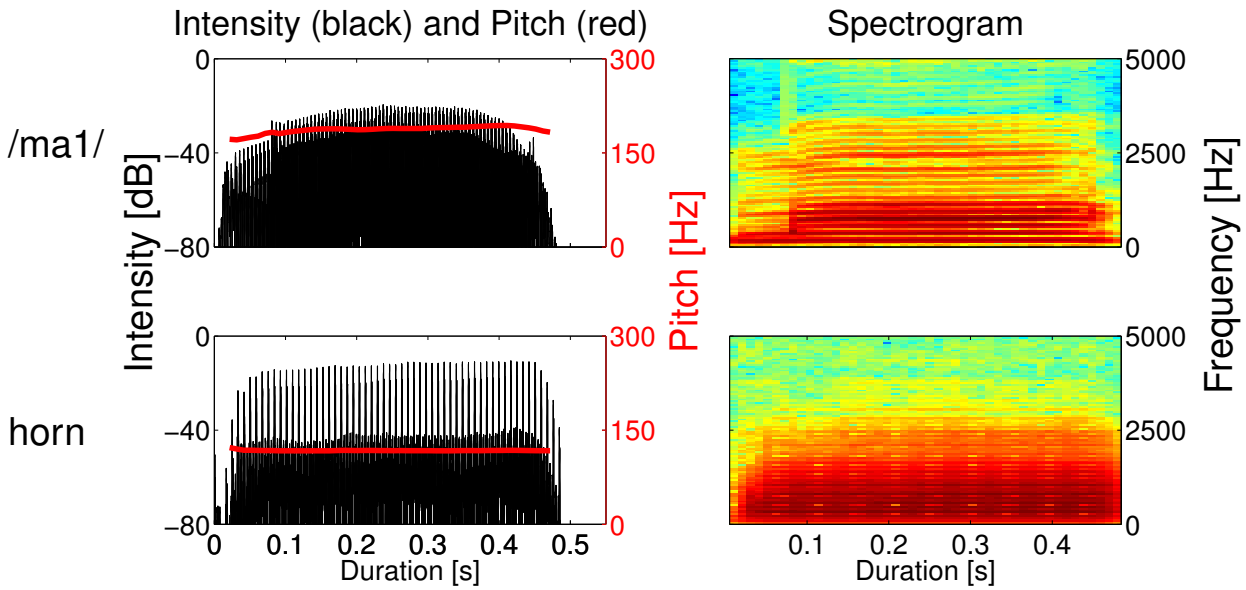 Intensity (black) and Pitch (red)
Spectrogram
/ma1/
Intensity [dB]
0
−40
−80
300
150
0
Pitch [Hz]
5000
2500
0
Frequency [Hz]
horn
0
−40
−80
300
150
0
5000
2500
0
0 0.1 0.2 0.3 0.4 0.5
Duration [s]
0.1 0.2 0.3 0.4
Duration [s]